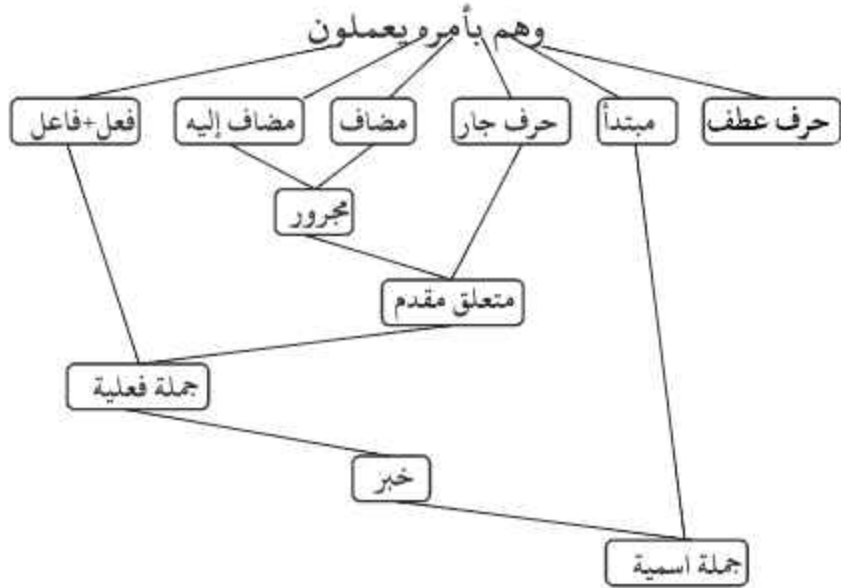 وهم بأمره يعملون
حرف عطف
مبتدأ
حرف جار
مضاف
مضاف إليه
فعل+فاعل
مجرور
متعلق مقدم
جملة فعلية
خبر
جملة اسمية